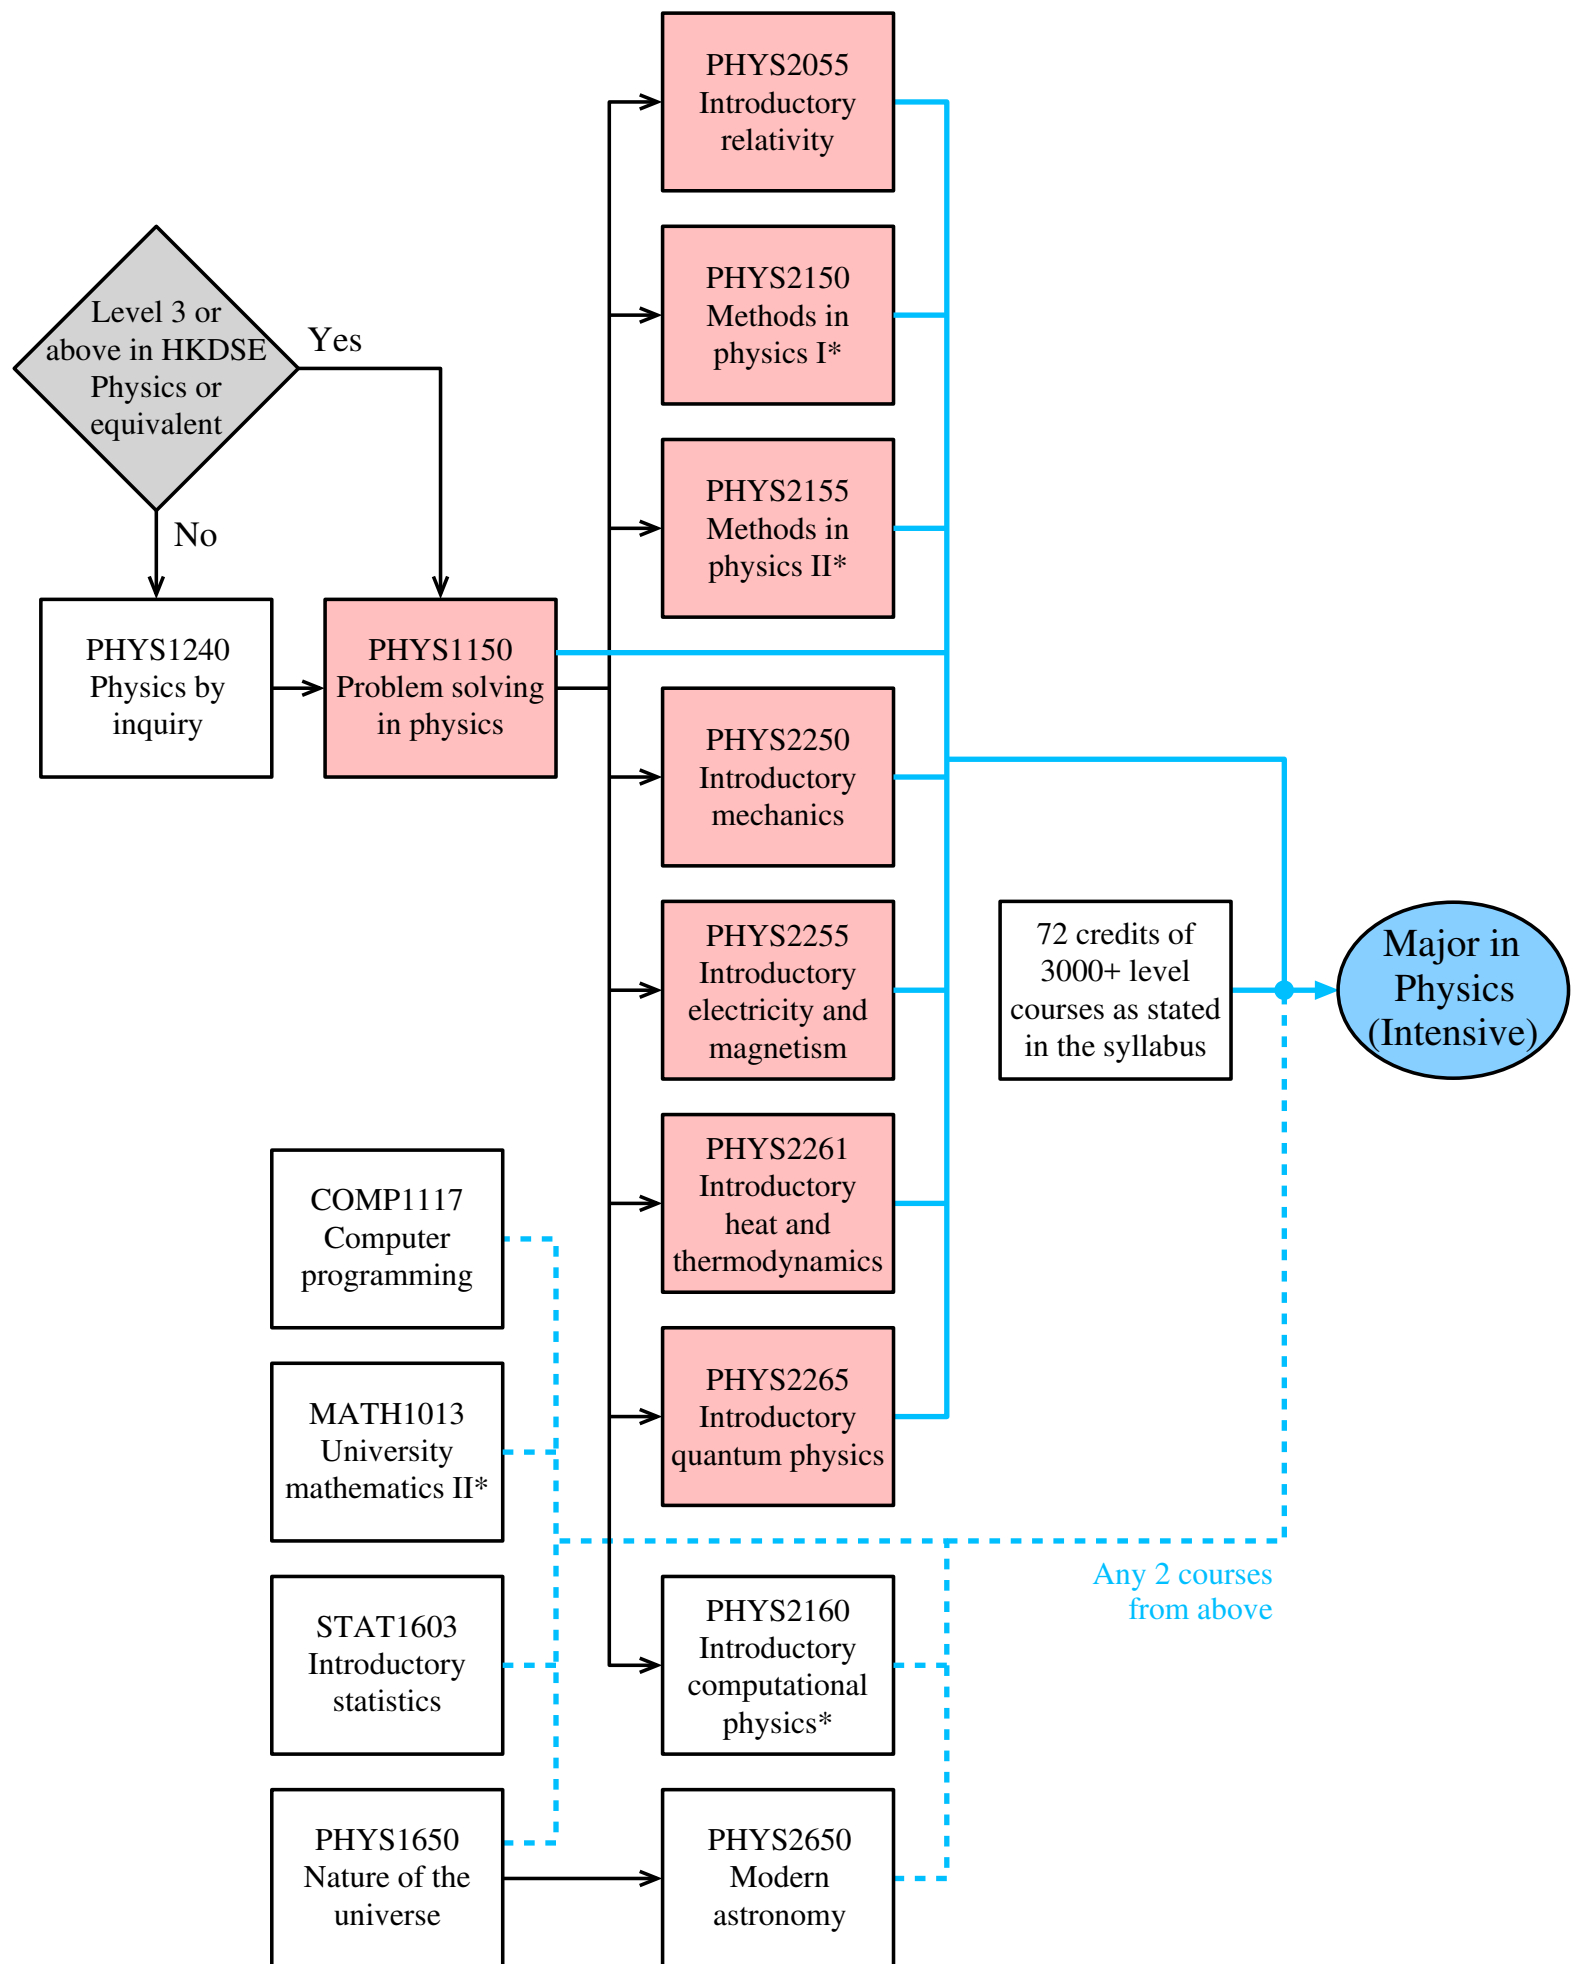 PHYS2055
Introductory
relativity
Level 3 or
above in HKDSE
Physics or
equivalent
Yes
No
PHYS2150
Methods in
physics I*
PHYS2155
Methods in
physics II*
PHYS1240
Physics by
inquiry
PHYS1150
Problem solving
in physics
PHYS2250
Introductory
mechanics
PHYS2255
Introductory
electricity and
magnetism
72 credits of
3000+ level
courses as stated
in the syllabus
Major in
Physics
(Intensive)
PHYS2261
Introductory
heat and
thermodynamics
COMP1117
Computer
programming
PHYS2265
Introductory
quantum physics
MATH1013
University
mathematics II*
Any 2 courses
from above
STAT1603
Introductory
statistics
PHYS2160
Introductory
computational
physics*
PHYS1650
Nature of the
universe
PHYS2650
Modern
astronomy